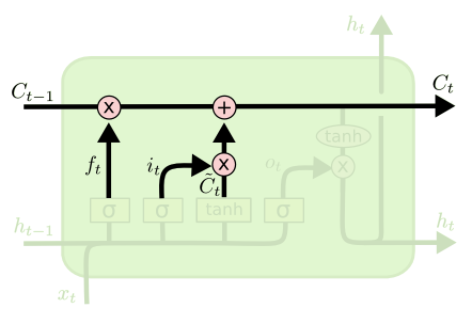 h_t
C_{t-1} x + C_t
tanh
f_t i_t x o_t x
C̃_t
σ σ tanh σ
h_{t-1} h_t
x_t